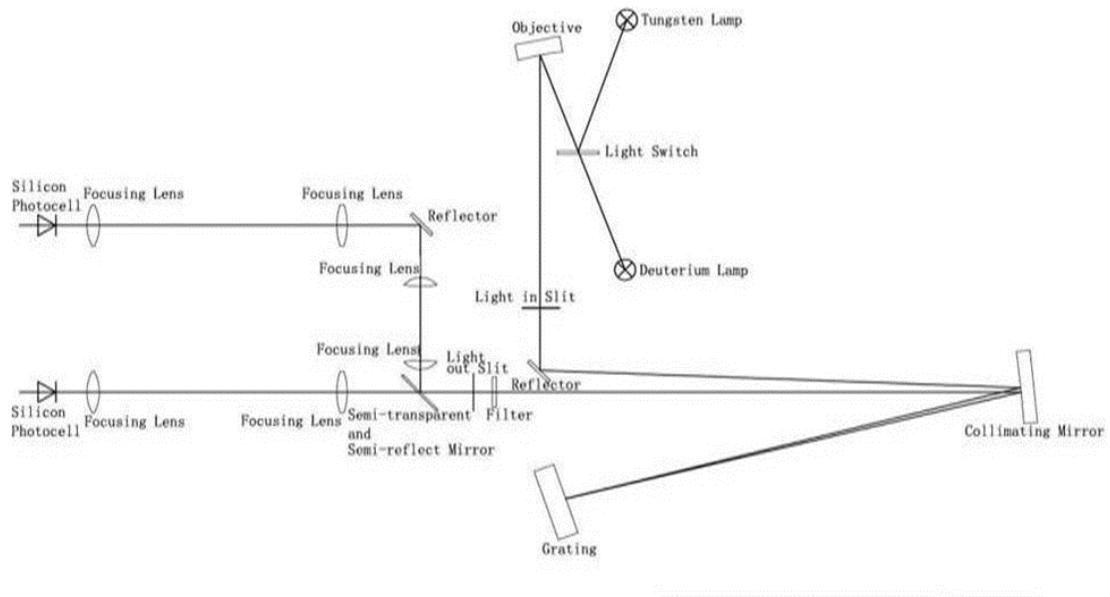 Tungsten Lamp
Objective
Light Switch
Silicon
Photocell
Focusing Lens
Focusing Lens
Reflector
Focusing Lens
Deuterium Lamp
Light in Slit
Focusing Lens
Light
out Slit
Reflector
Silicon
Photocell
Focusing Lens
Focusing Lens
Semi-transparent
and
Semi-reflect Mirror
Filter
Collimating Mirror
Grating